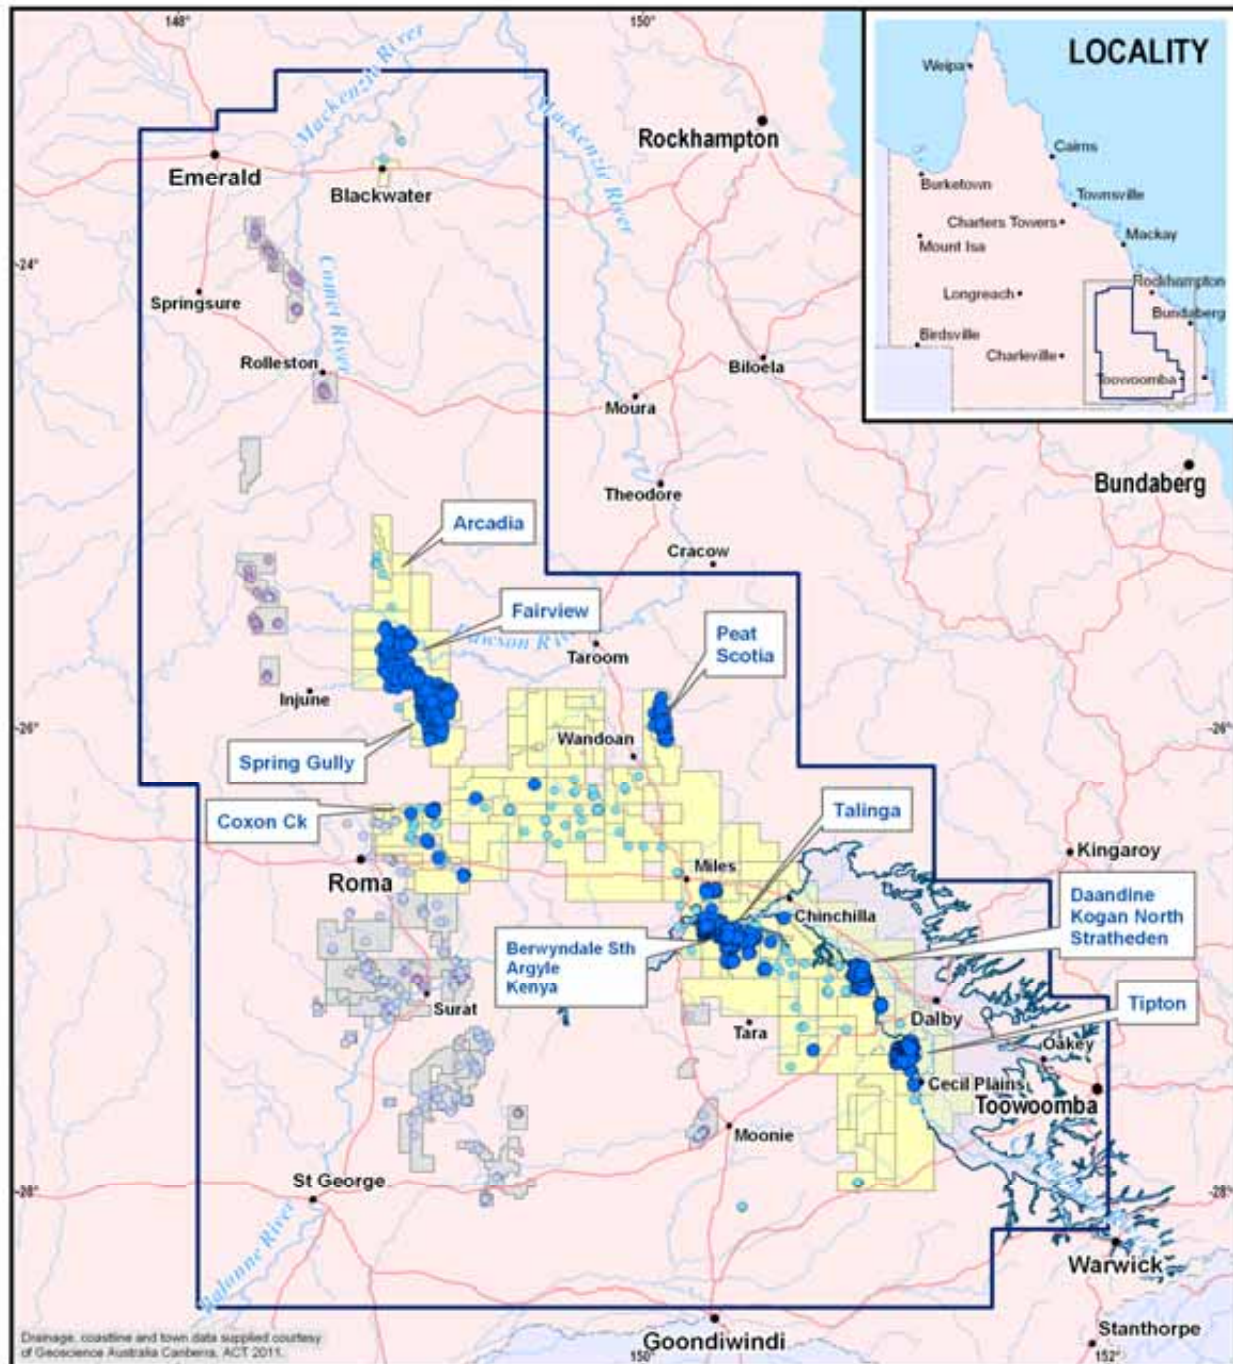 148°
150°
LOCALITY
Weipa
Cairns
Burketown
Townsville
Charters Towers
Mount Isa
Mackay
Longreach
Rockhampton
Bundaberg
Birdsville
Charleville
Toowoomba
Mackenzie River
Mackenzie River
Rockhampton
Emerald
Blackwater
-24°
Comet River
Springsure
Rolleston
Biloela
Moura
Bundaberg
Theodore
Arcadia
Cracow
Fairview
Dawson River
Peat
Scotia
Taroom
Injune
-26°
-26°
Wandoan
Spring Gully
Coxon Ck
Talinga
Kingaroy
Miles
Roma
Daandine
Kogan North
Stratheden
Chinchilla
Berwyndale Sth
Argyle
Kenya
Tipton
Surat
Tara
Dalby
Oakey
Cecil Plains
Toowoomba
Moonie
St George
-28°
-28°
Balonne River
Warwick
Goondiwindi
Stanthorpe
Drainage, coastline and town data supplied courtesy
of Geoscience Australia Canberra, ACT 2011.
150°
152°